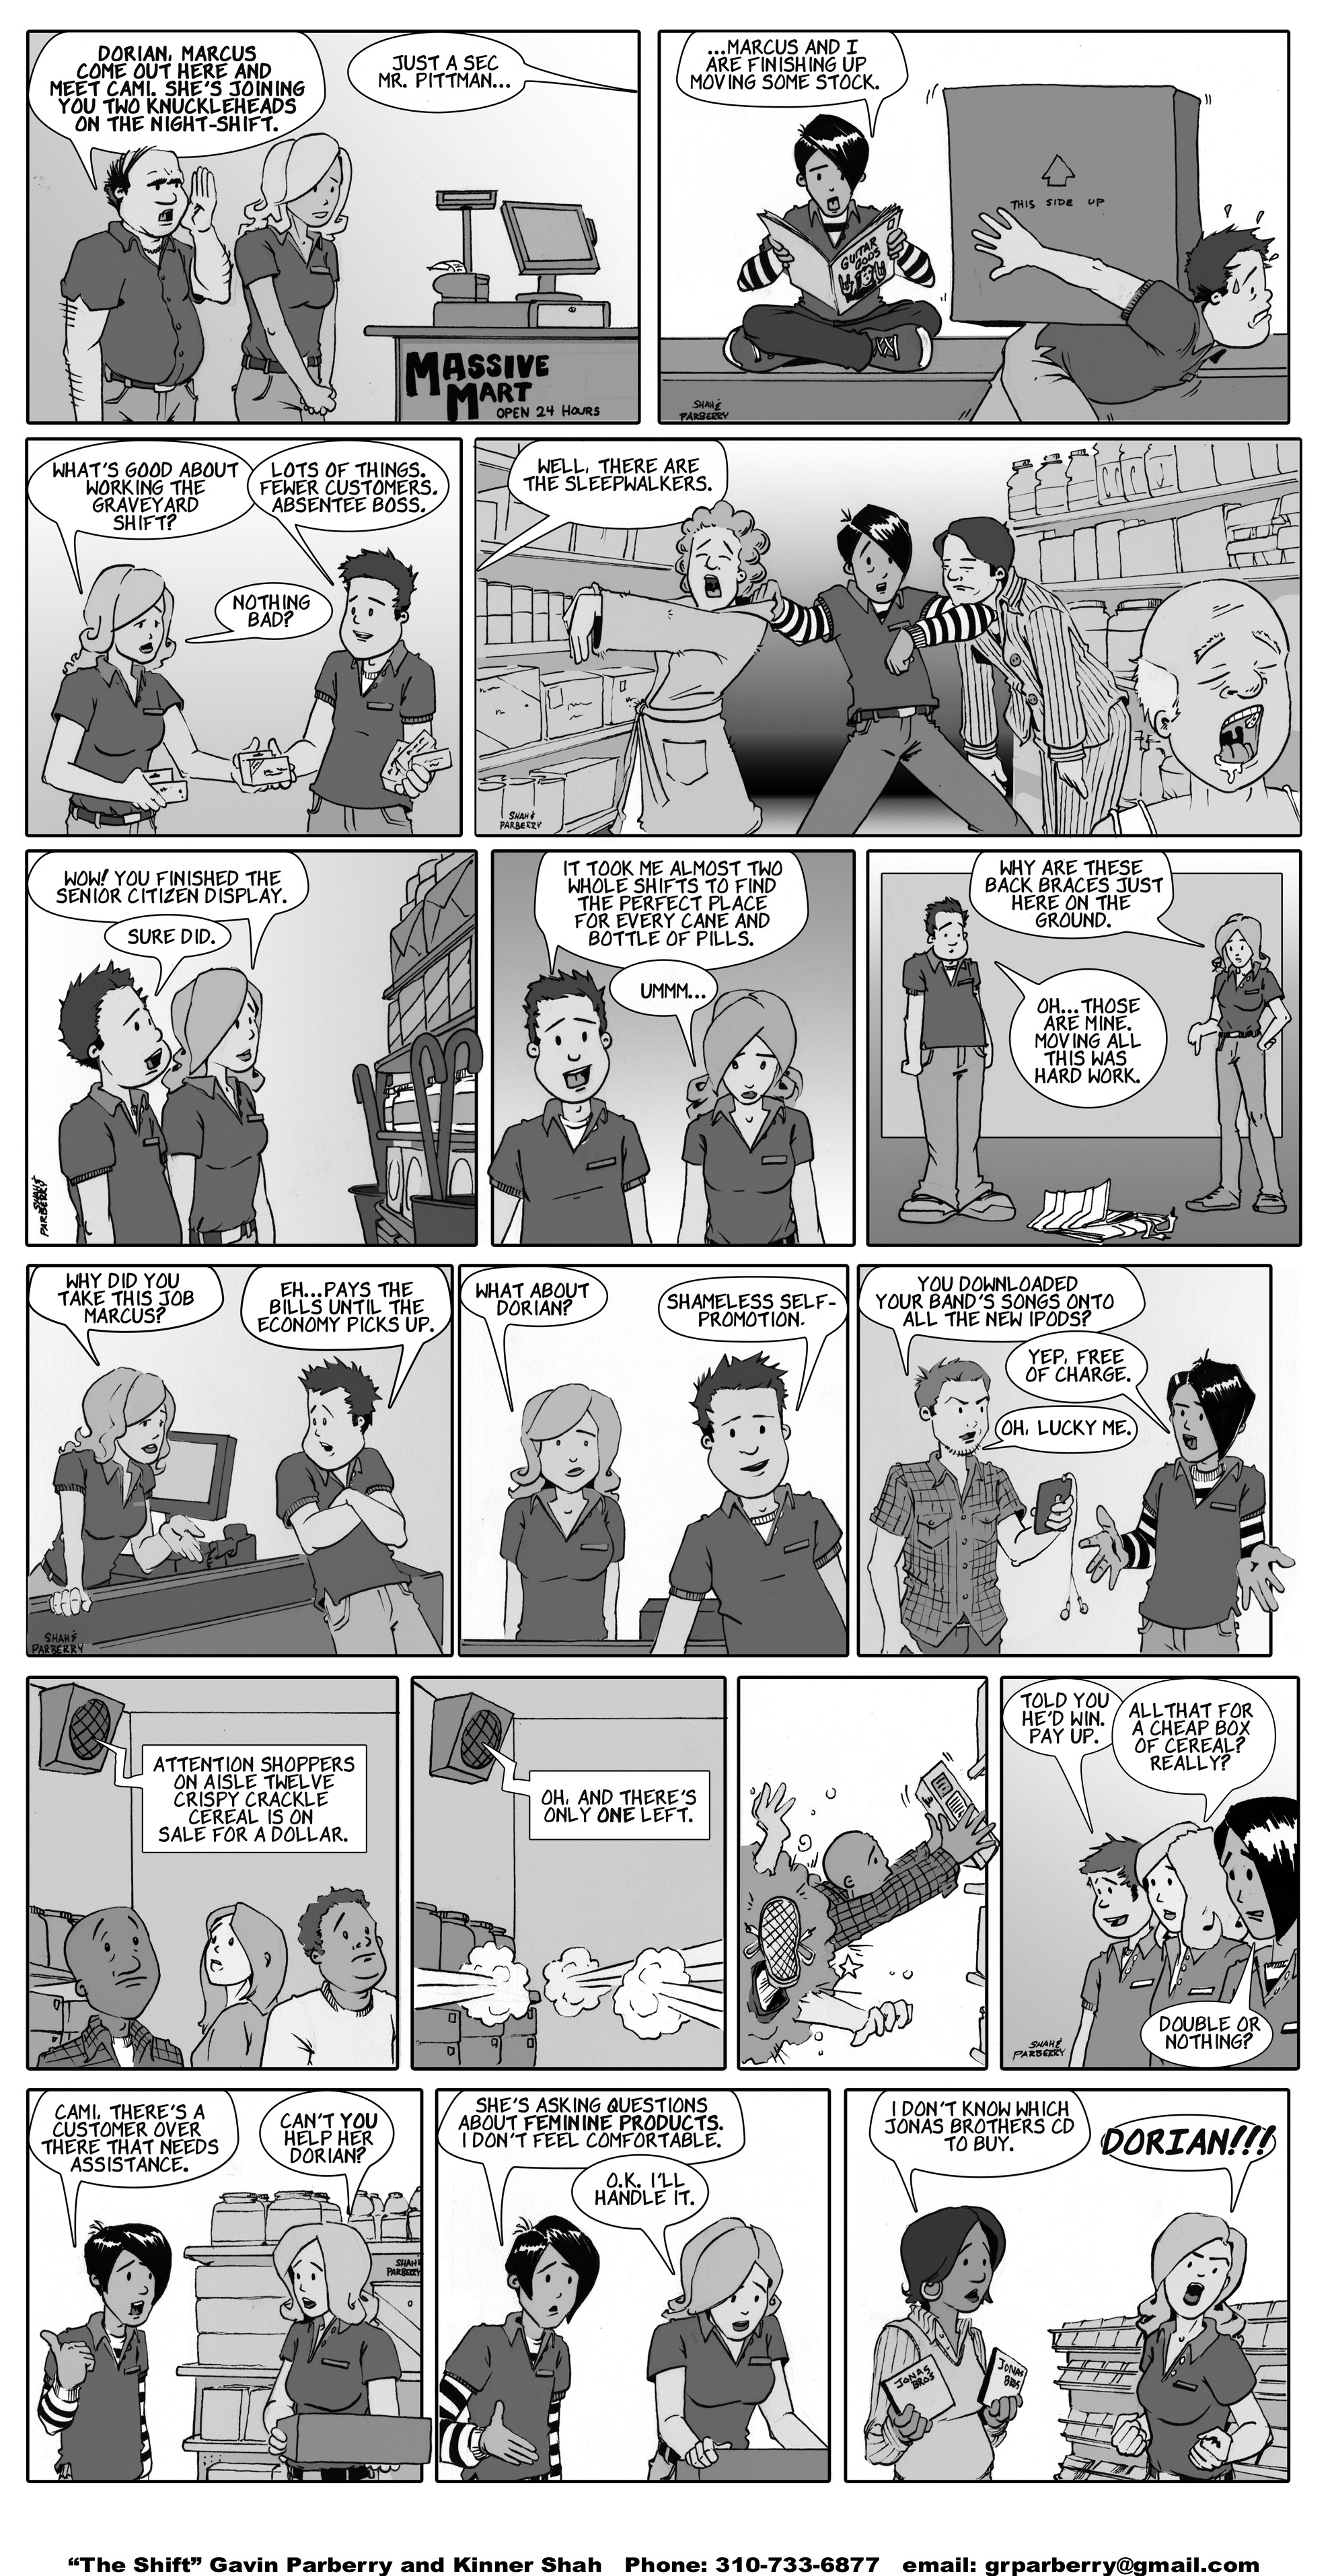 DORIAN, MARCUS
COME OUT HERE AND
MEET CAMI. SHE'S JOINING
YOU TWO KNUCKLEHEADS
ON THE NIGHT-SHIFT.
JUST A SEC
MR. PITTMAN...
MASSIVE
MART
OPEN 24 HOURS
...MARCUS AND I
ARE FINISHING UP
MOVING SOME STOCK.
GUITAR
GODS
THIS SIDE UP
SHAH &
PARBERRY
WHAT'S GOOD ABOUT
WORKING THE
GRAVEYARD
SHIFT?
LOTS OF THINGS.
FEWER CUSTOMERS.
ABSENTEE BOSS.
NOTHING
BAD?
WELL, THERE ARE
THE SLEEPWALKERS.
SHAH &
PARBERRY
WOW! YOU FINISHED THE
SENIOR CITIZEN DISPLAY.
SURE DID.
SHAH &
PARBERRY
IT TOOK ME ALMOST TWO
WHOLE SHIFTS TO FIND
THE PERFECT PLACE
FOR EVERY CANE AND
BOTTLE OF PILLS.
UMMM...
WHY ARE THESE
BACK BRACES JUST
HERE ON THE
GROUND.
OH...THOSE
ARE MINE.
MOVING ALL
THIS WAS
HARD WORK.
WHY DID YOU
TAKE THIS JOB
MARCUS?
EH...PAYS THE
BILLS UNTIL THE
ECONOMY PICKS UP.
SHAH &
PARBERRY
WHAT ABOUT
DORIAN?
SHAMELESS SELF-
PROMOTION.
YOU DOWNLOADED
YOUR BAND'S SONGS ONTO
ALL THE NEW IPODS?
YEP, FREE
OF CHARGE.
OH, LUCKY ME.
ATTENTION SHOPPERS
ON AISLE TWELVE
CRISPY CRACKLE
CEREAL IS ON
SALE FOR A DOLLAR.
OH, AND THERE'S
ONLY ONE LEFT.
TOLD YOU
HE'D WIN.
PAY UP.
ALL THAT FOR
A CHEAP BOX
OF CEREAL?
REALLY?
DOUBLE OR
NOTHING?
SHAH &
PARBERRY
CAMI, THERE'S A
CUSTOMER OVER
THERE THAT NEEDS
ASSISTANCE.
CAN'T YOU
HELP HER
DORIAN?
SHAH &
PARBERRY
SHE'S ASKING QUESTIONS
ABOUT FEMININE PRODUCTS.
I DON'T FEEL COMFORTABLE.
O.K. I'LL
HANDLE IT.
I DON'T KNOW WHICH
JONAS BROTHERS CD
TO BUY.
DORIAN!!!
JONAS
BROS
JONAS
BROS
“The Shift” Gavin Parberry and Kinner Shah Phone: 310-733-6877 email: grparberry@gmail.com